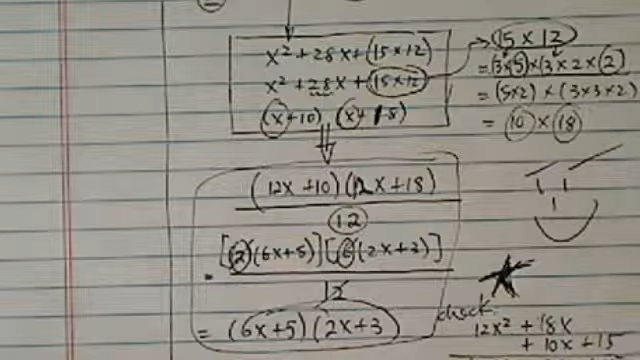 x² + 28x + (15 x 12)
x² + 28x + (15 x 12)
(x + 10) (x + 18)
15 x 12
= (3 x 5) x (3 x 2 x 2)
= (5 x 2) x (3 x 3 x 2)
= 10 x 18
(12x + 10) (12x + 18)
12
= [2 (6x + 5)] [6 (2x + 3)]
12
= (6x + 5) (2x + 3)
check:
12x² + 18x
+ 10x + 15